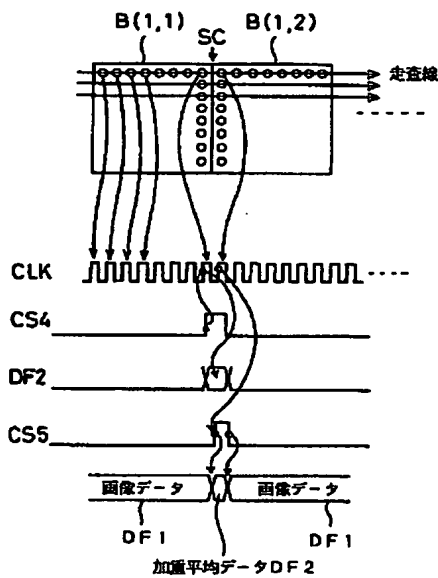 B(1,1)
SC
B(1,2)
走査線
CLK
CS4
DF2
CS5
画像データ
画像データ
DF1
DF1
加重平均データDF2